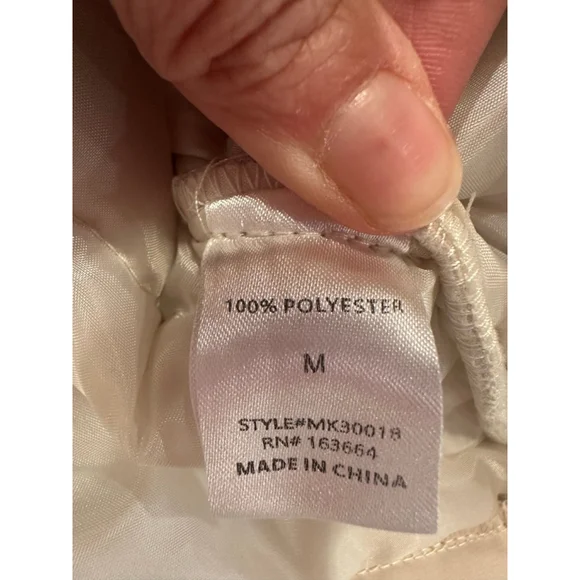 100% POLYESTER
M
STYLE#MK30018
RN# 163664
MADE IN CHINA